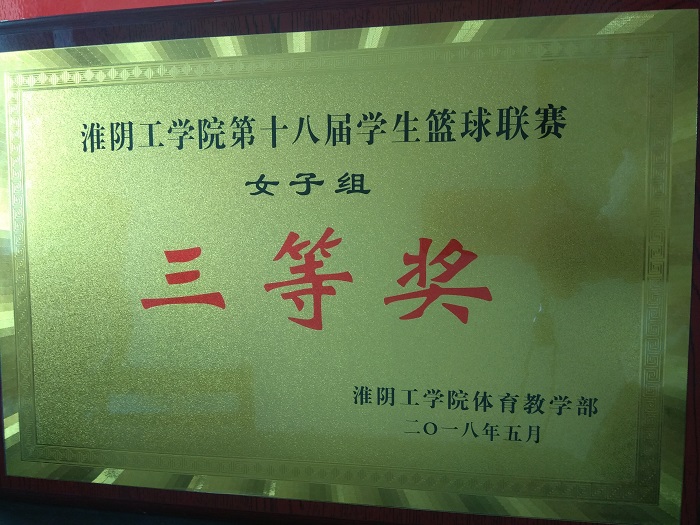 淮阴工学院第十八届学生篮球联赛
女子组
三等奖
淮阴工学院体育教学部
二〇一八年五月